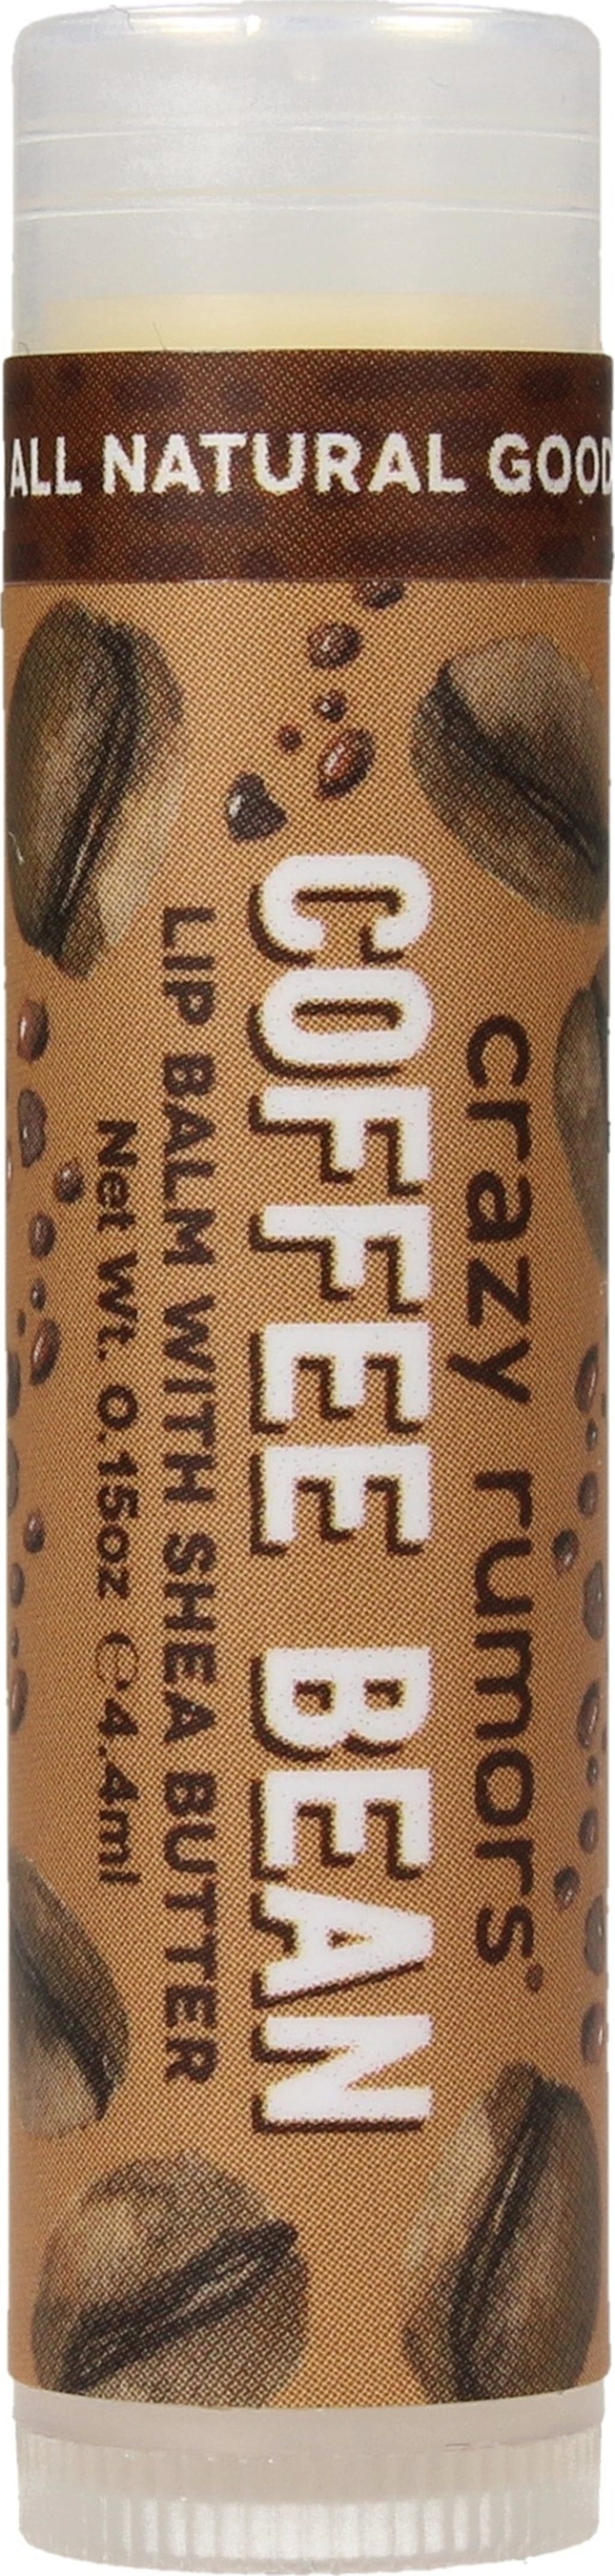 ALL NATURAL GOOD
crazy rumors®
COFFEE BEAN
LIP BALM WITH SHEA BUTTER
Net Wt. 0.15oz ℮4.4ml